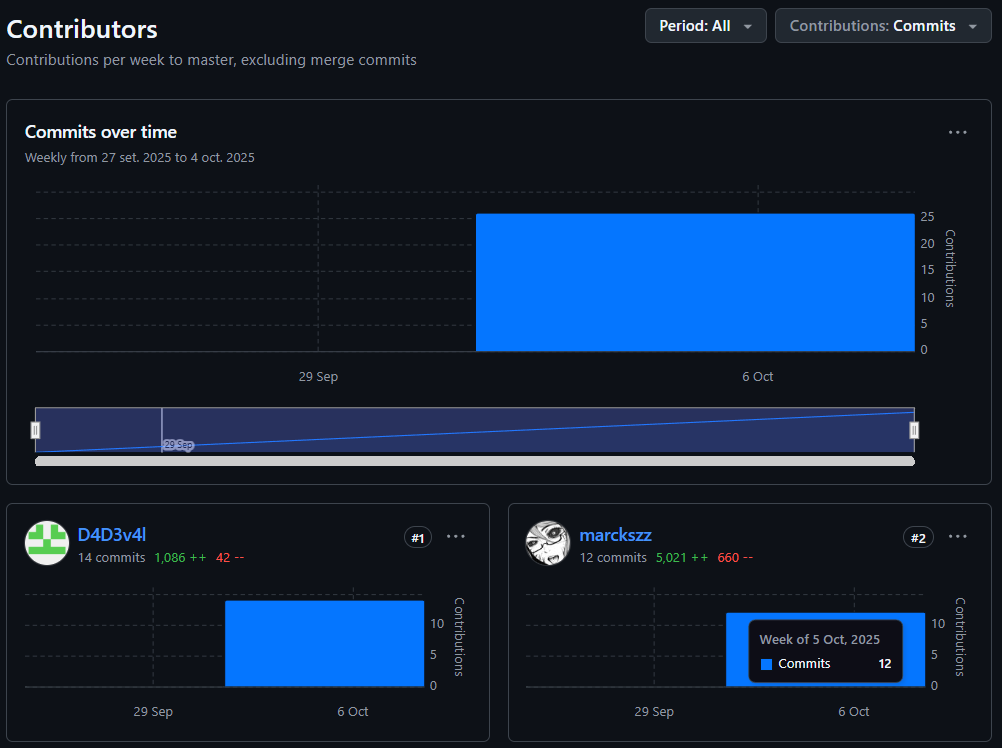 Contributors
Period: All
Contributions: Commits
Contributions per week to master, excluding merge commits
Commits over time
Weekly from 27 set. 2025 to 4 oct. 2025
25
20
15
10
5
0
Contributions
29 Sep
6 Oct
29 Sep
D4D3v4l
#1
14 commits 1,086 ++ 42 --
10
5
0
Contributions
29 Sep
6 Oct
marckszz
#2
12 commits 5,021 ++ 660 --
Week of 5 Oct, 2025
Commits 12
10
5
0
Contributions
29 Sep
6 Oct